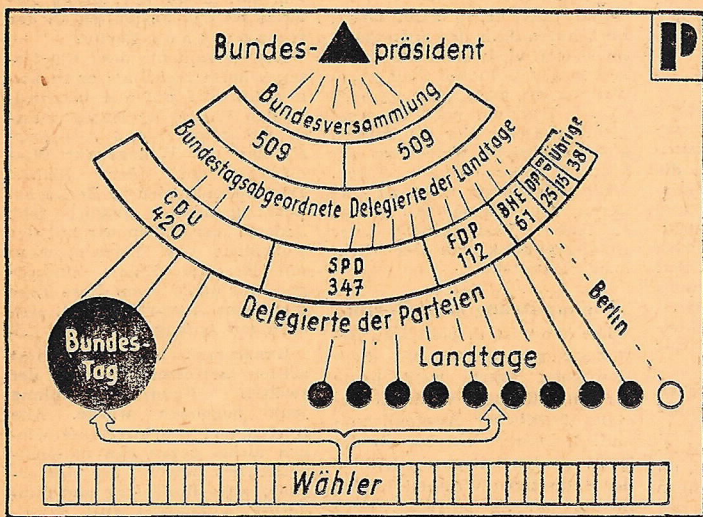 P
Bundes-präsident
Bundesversammlung
509 509
Bundestagsabgeordnete Delegierte der Landtage
CDU
420
SPD
347
FDP
112
BHE
61
DP
25
15
Übrige
38
Delegierte der Parteien
Bundes-
Tag
Landtage
Berlin
Wähler